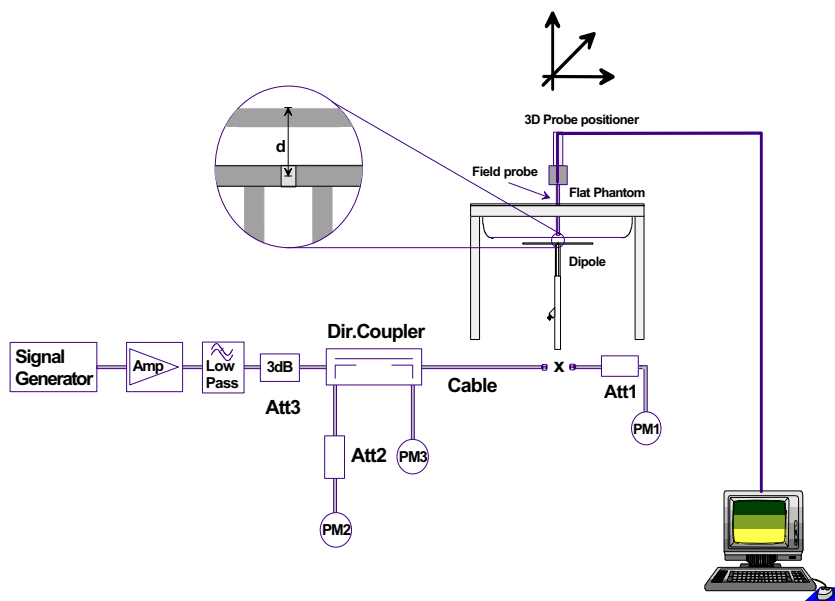 3D Probe positioner
d
Field probe
Flat Phantom
Dipole
Signal
Generator
Amp
Low
Pass
3dB
Att3
Dir.Coupler
Cable
x
Att1
PM1
Att2
PM3
PM2